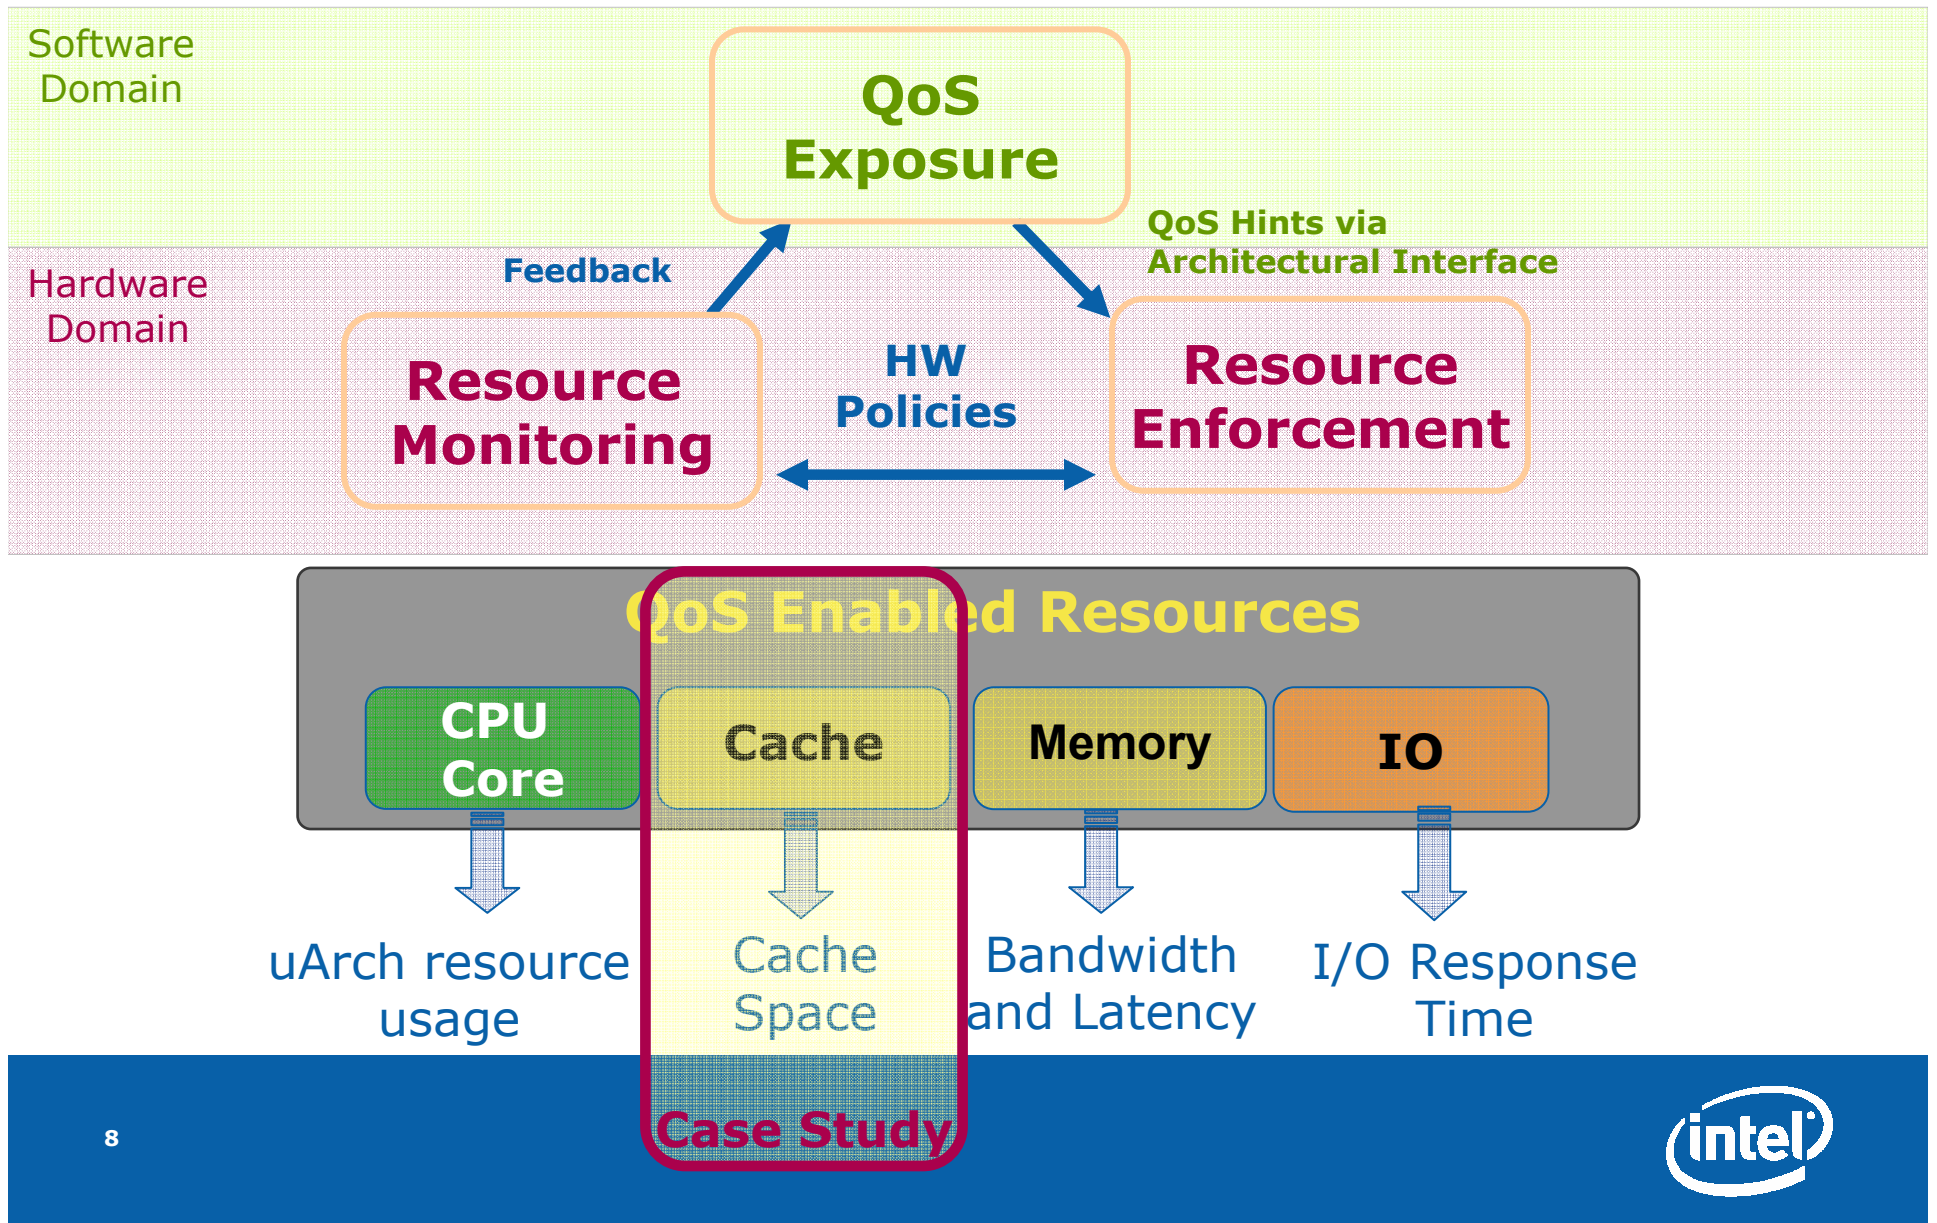 Software
Domain
QoS
Exposure
QoS Hints via
Architectural Interface
Feedback
Hardware
Domain
HW
Policies
Resource
Monitoring
Resource
Enforcement
QoS Enabled Resources
CPU
Core
Cache
Memory
IO
uArch resource
usage
Cache
Space
Bandwidth
and Latency
I/O Response
Time
Case Study
8
intel